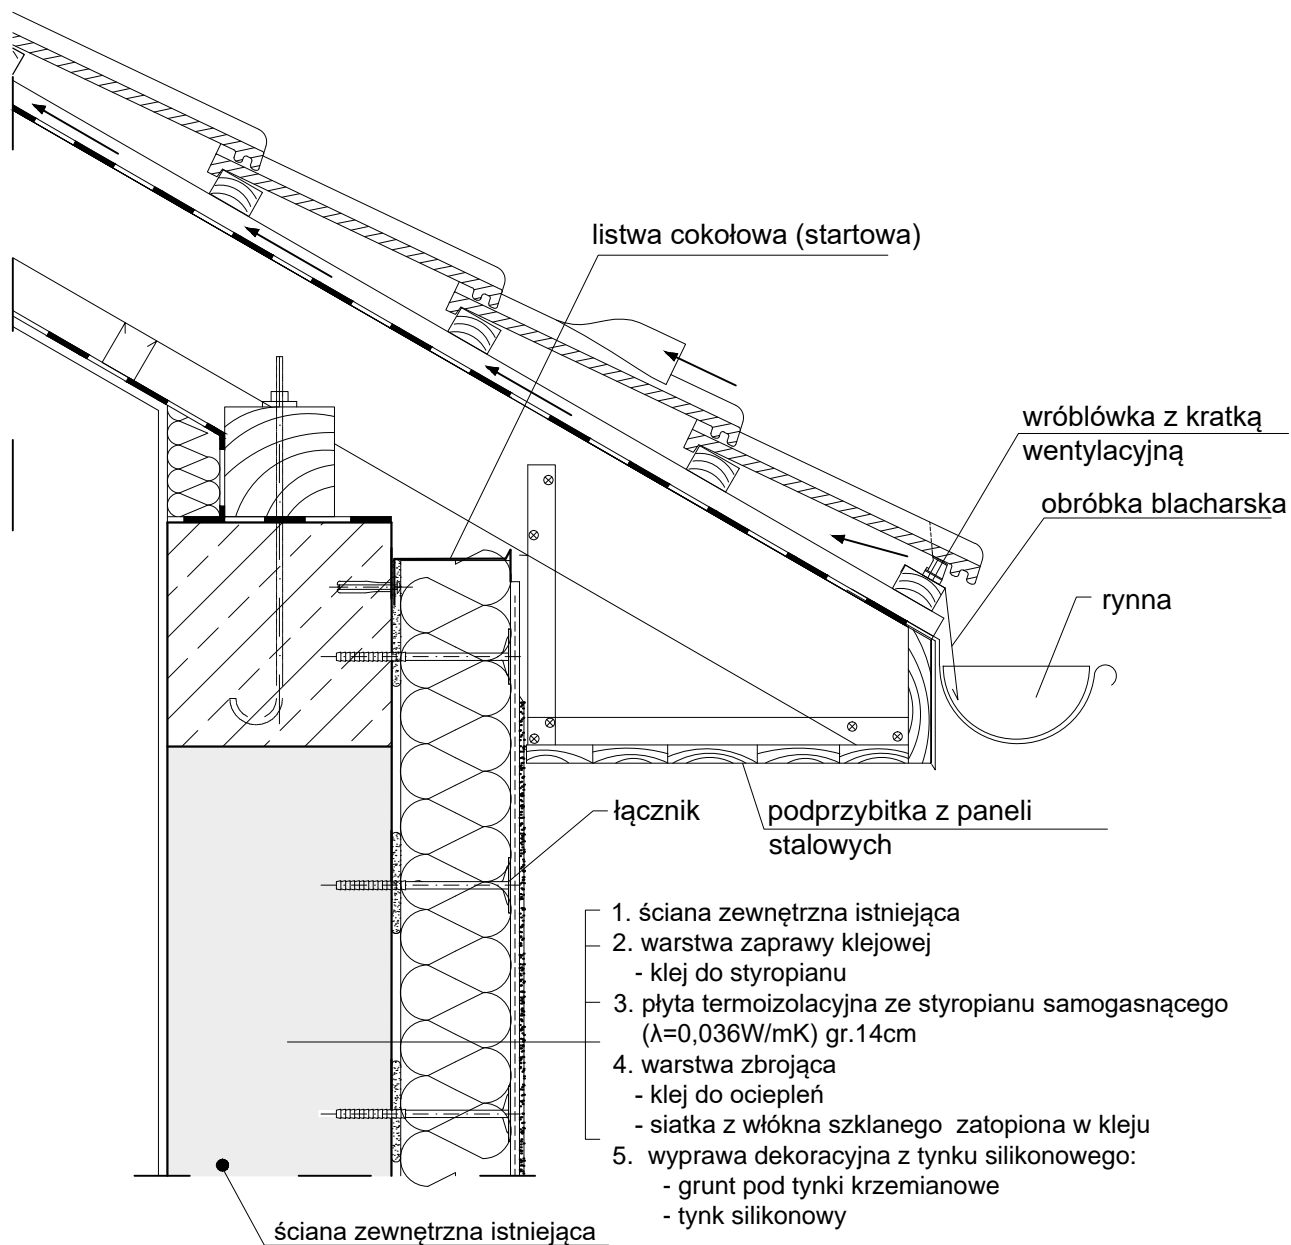 listwa cokołowa (startowa)
wróblówka z kratką
wentylacyjną
obróbka blacharska
rynna
łącznik
podprzybitka z paneli
stalowych
1. ściana zewnętrzna istniejąca
2. warstwa zaprawy klejowej
- klej do styropianu
3. płyta termoizolacyjna ze styropianu samogasnącego
(λ=0,036W/mK) gr.14cm
4. warstwa zbrojąca
- klej do ociepleń
- siatka z włókna szklanego zatopiona w kleju
5. wyprawa dekoracyjna z tynku silikonowego:
- grunt pod tynki krzemianowe
- tynk silikonowy
ściana zewnętrzna istniejąca